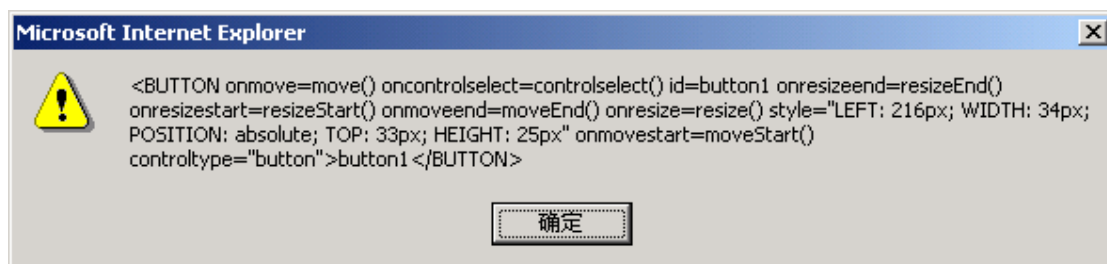 Microsoft Internet Explorer
<BUTTON onmove=move() oncontrolselect=controlselect() id=button1 onresizeend=resizeEnd()
onresizestart=resizeStart() onmoveend=moveEnd() onresize=resize() style="LEFT: 216px; WIDTH: 34px;
POSITION: absolute; TOP: 33px; HEIGHT: 25px" onmovestart=moveStart()
controltype="button">button1</BUTTON>
确定